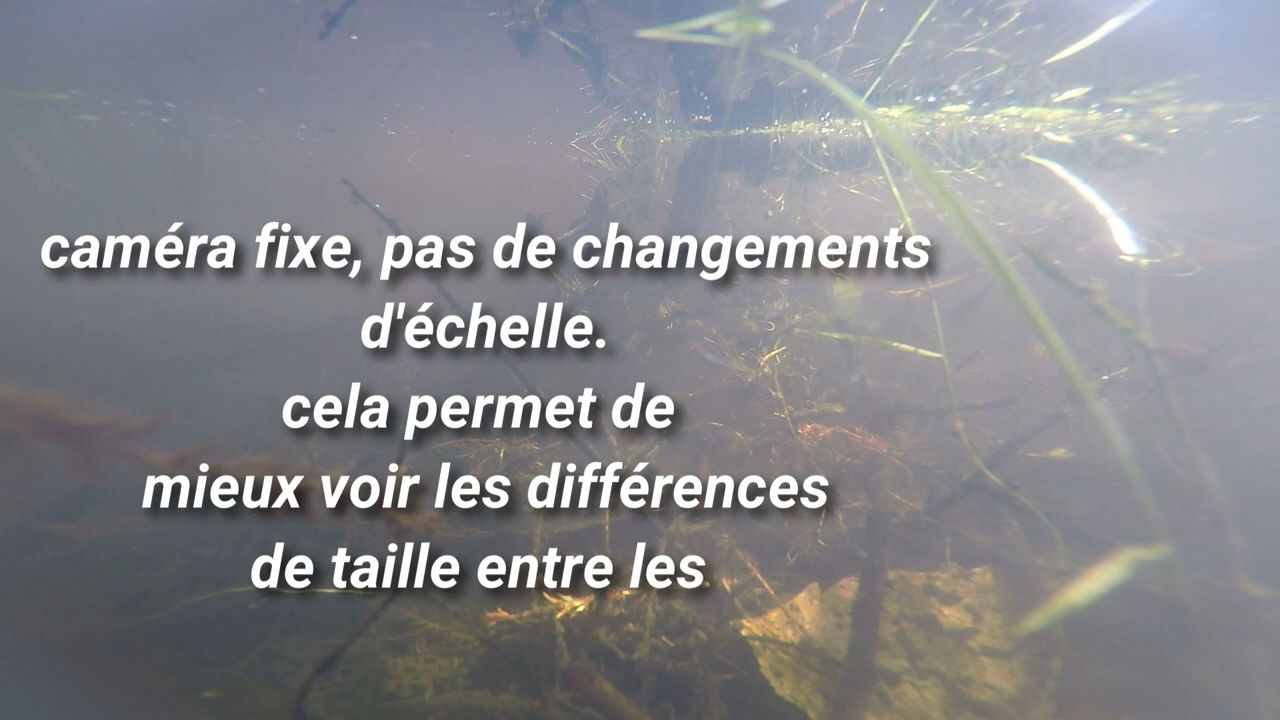 caméra fixe, pas de changements
d'échelle.
cela permet de
mieux voir les différences
de taille entre les